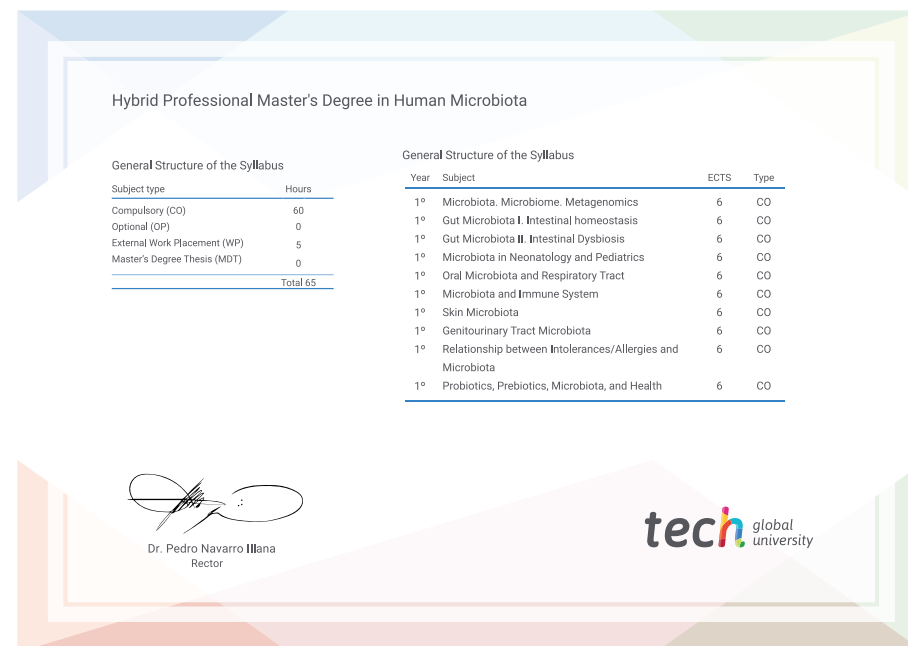 Hybrid Professional Master's Degree in Human Microbiota
General Structure of the Syllabus
Subject type Hours
Compulsory (CO) 60
Optional (OP) 0
External Work Placement (WP) 5
Master's Degree Thesis (MDT) 0
Total 65
General Structure of the Syllabus
Year Subject ECTS Type
1º Microbiota. Microbiome. Metagenomics 6 CO
1º Gut Microbiota I. Intestinal homeostasis 6 CO
1º Gut Microbiota II. Intestinal Dysbiosis 6 CO
1º Microbiota in Neonatology and Pediatrics 6 CO
1º Oral Microbiota and Respiratory Tract 6 CO
1º Microbiota and Immune System 6 CO
1º Skin Microbiota 6 CO
1º Genitourinary Tract Microbiota 6 CO
1º Relationship between Intolerances/Allergies and 6 CO
Microbiota
1º Probiotics, Prebiotics, Microbiota, and Health 6 CO
Dr. Pedro Navarro Illana
Rector
tech global
university